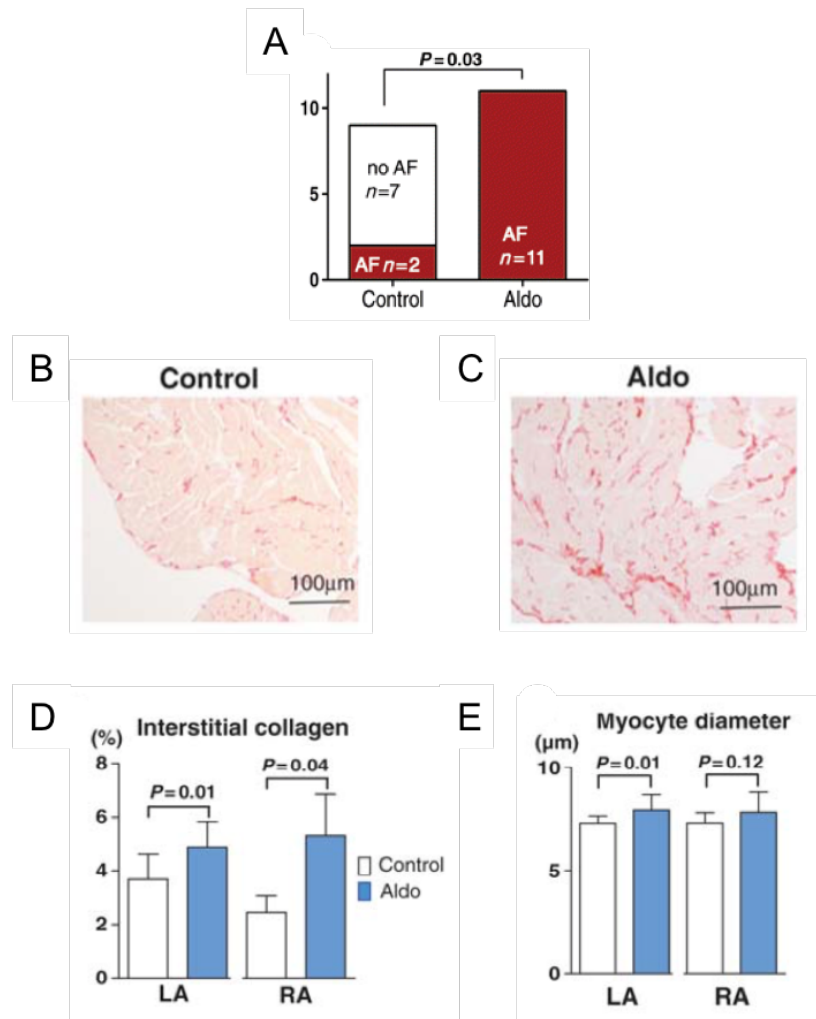 A
P=0.03
10
5
0
no AF
n=7
AF n=2
AF
n=11
Control
Aldo
B
Control
100μm
C
Aldo
100μm
D
Interstitial collagen
(%)
8
6
4
2
0
P=0.01
P=0.04
LA
RA
Control
Aldo
E
Myocyte diameter
(μm)
10
5
0
P=0.01
P=0.12
LA
RA